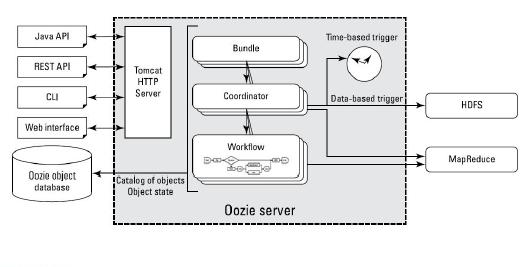 Java API
REST API
CLI
Web interface
Oozie object
database
Tomcat
HTTP
Server
Bundle
Coordinator
Workflow
Time-based trigger
Data-based trigger
HDFS
MapReduce
Catalog of objects
Object state
Oozie server